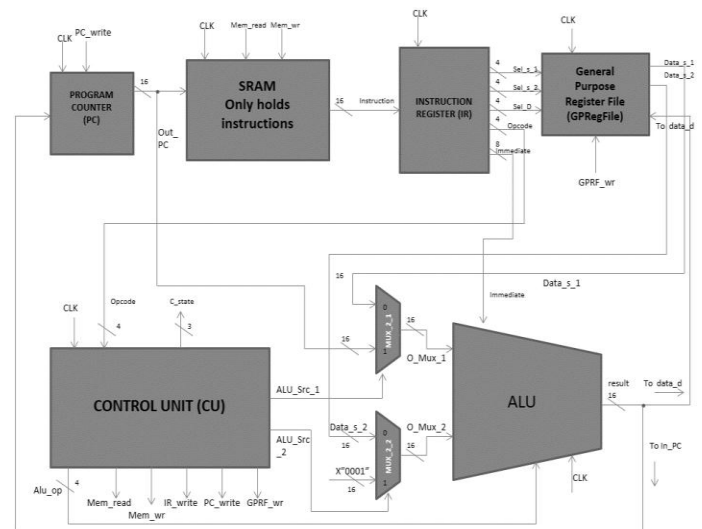 CLK
PC_write
PROGRAM
COUNTER
(PC)
16
Out_
PC
CLK
Mem_read
Mem_wr
SRAM
Only holds
instructions
16
Instruction
CLK
INSTRUCTION
REGISTER (IR)
4
Sel_s_1
4
Sel_s_2
4
Sel_D
4
Opcode
8
Immediate
CLK
General
Purpose
Register File
(GPRegFile)
Data_s_1
Data_s_2
To data_d
GPRF_wr
16
Data_s_1
Immediate
CLK
Opcode
4
C_state
3
CONTROL UNIT (CU)
ALU_Src_1
ALU_Src
_2
16
0
MUX_2_1
1
16
O_Mux_1
Data_s_2
16
0
MUX_2_2
1
X"0001"
16
O_Mux_2
16
ALU
result
16
To data_d
To In_PC
CLK
Alu_op
4
Mem_read
Mem_wr
IR_write
PC_write
GPRF_wr